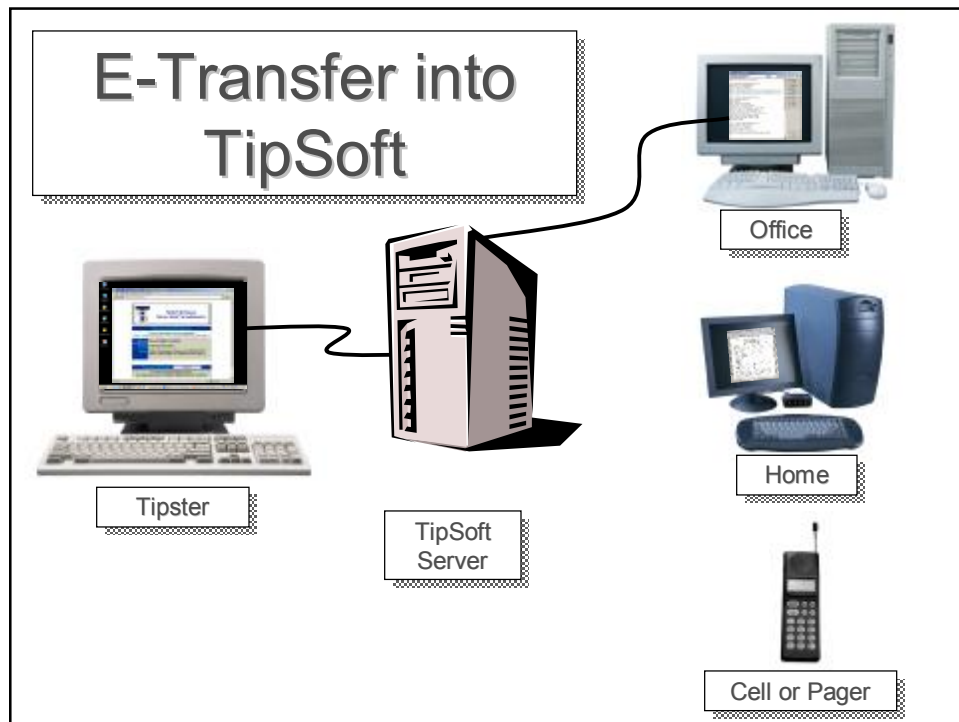 E-Transfer into
TipSoft
Office
Tipster
TipSoft
Server
Home
Cell or Pager